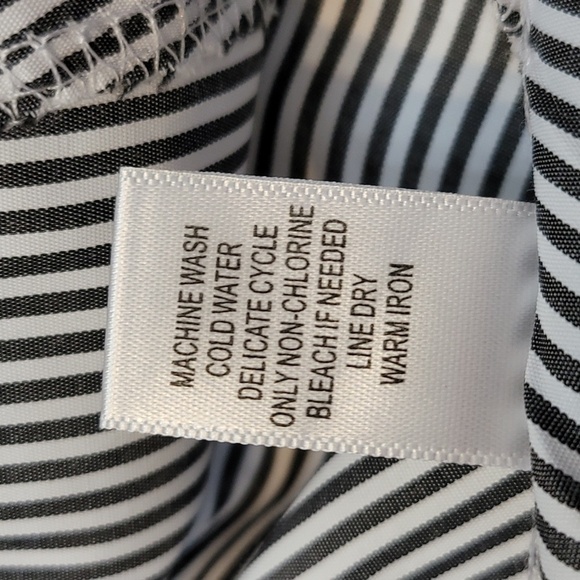 MACHINE WASH
COLD WATER
DELICATE CYCLE
ONLY NON-CHLORINE
BLEACH IF NEEDED
LINE DRY
WARM IRON